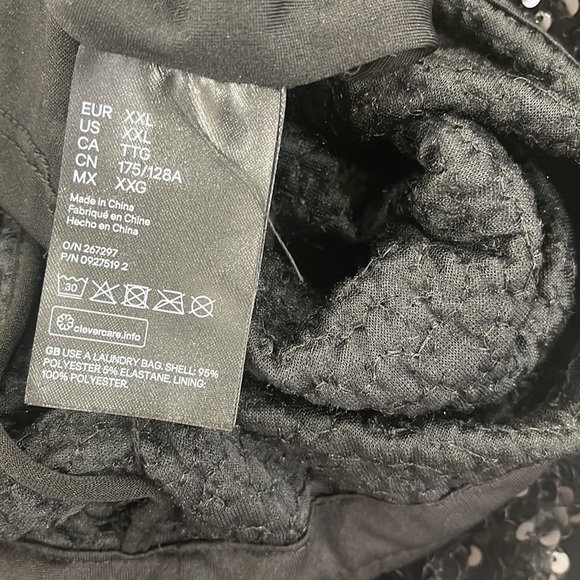 EUR XXL
US XXL
CA TTG
CN 175/128A
MX XXG
Made in China
Fabriqué en Chine
Hecho en China
O/N 267297
P/N 0927519 2
30
clevercare.info
GB USE A LAUNDRY BAG. SHELL: 95%
POLYESTER 5% ELASTANE. LINING:
100% POLYESTER.